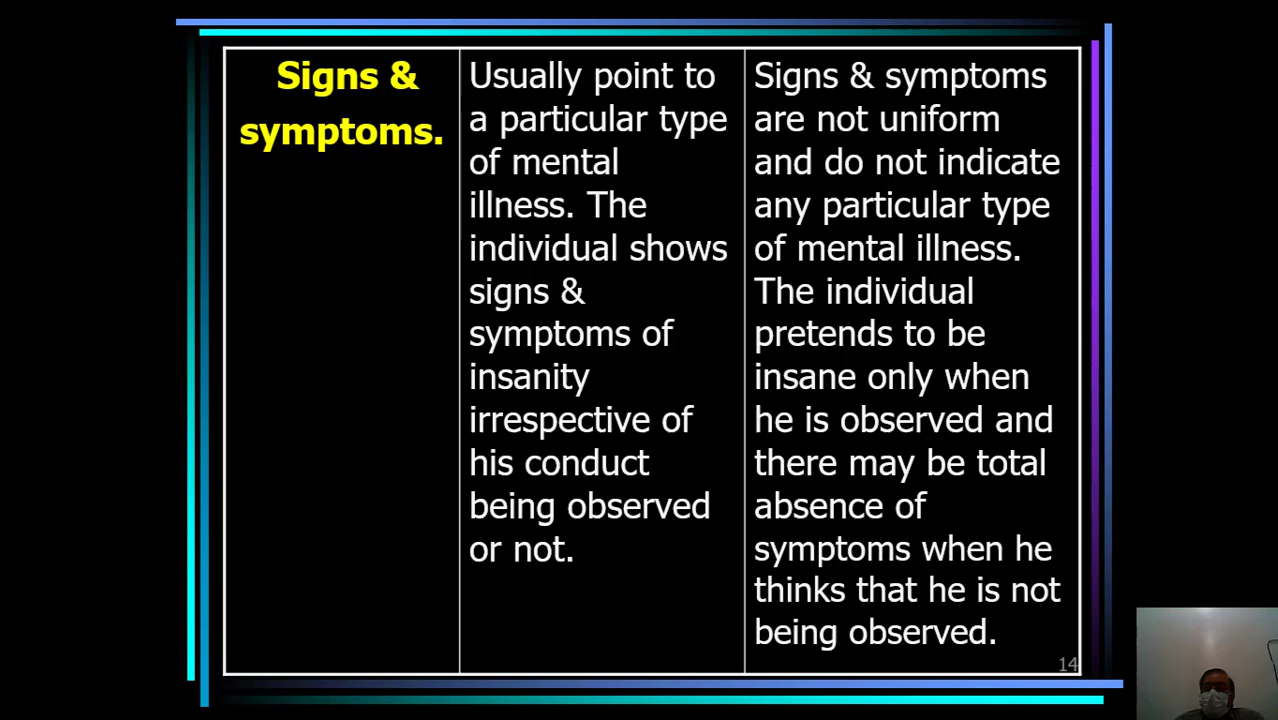 Signs &
symptoms.
Usually point to
a particular type
of mental
illness. The
individual shows
signs &
symptoms of
insanity
irrespective of
his conduct
being observed
or not.
Signs & symptoms
are not uniform
and do not indicate
any particular type
of mental illness.
The individual
pretends to be
insane only when
he is observed and
there may be total
absence of
symptoms when he
thinks that he is not
being observed.
14